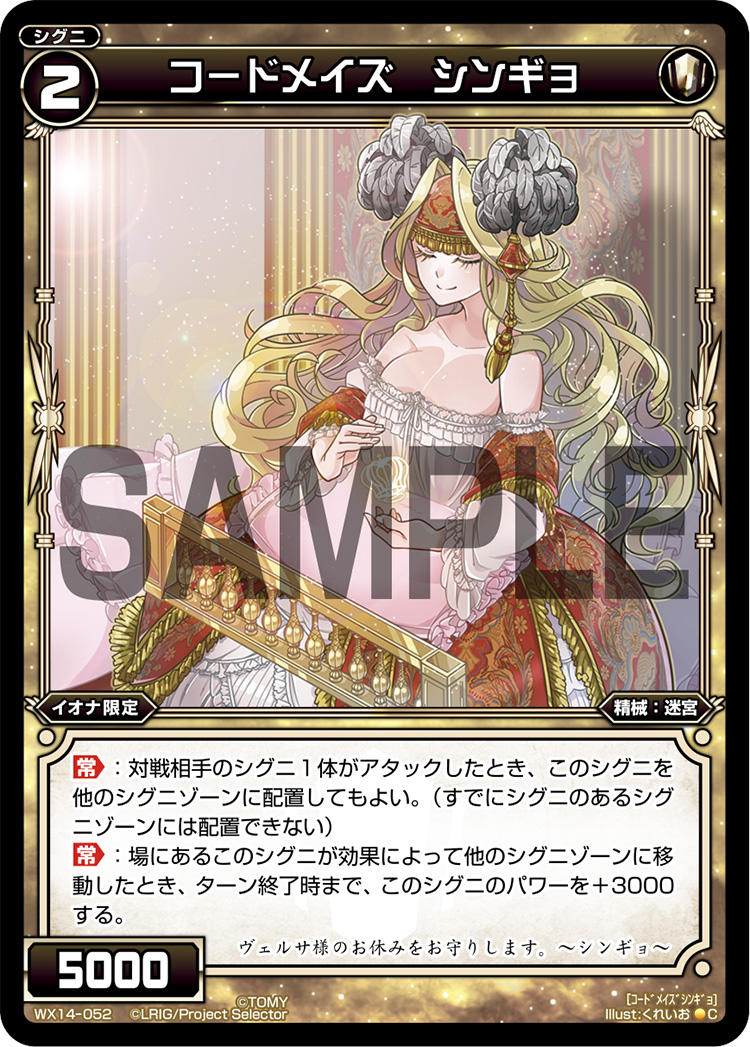 シグニ
2
コードメイズ シンギョ
SAMPLE
イオナ限定
精械：迷宮
常：対戦相手のシグニ１体がアタックしたとき、このシグニを
他のシグニゾーンに配置してもよい。（すでにシグニのあるシグ
ニゾーンには配置できない）
常：場にあるこのシグニが効果によって他のシグニゾーンに移
動したとき、ターン終了時まで、このシグニのパワーを＋3000
する。
ヴェルサ様のお休みをお守りします。～シンギョ～
5000
WX14-052 ©LRIG/Project Selector
©TOMY
[ｺｰﾄﾞﾒｲｽﾞｼﾝｷﾞｮ]
Illust:くれいお C